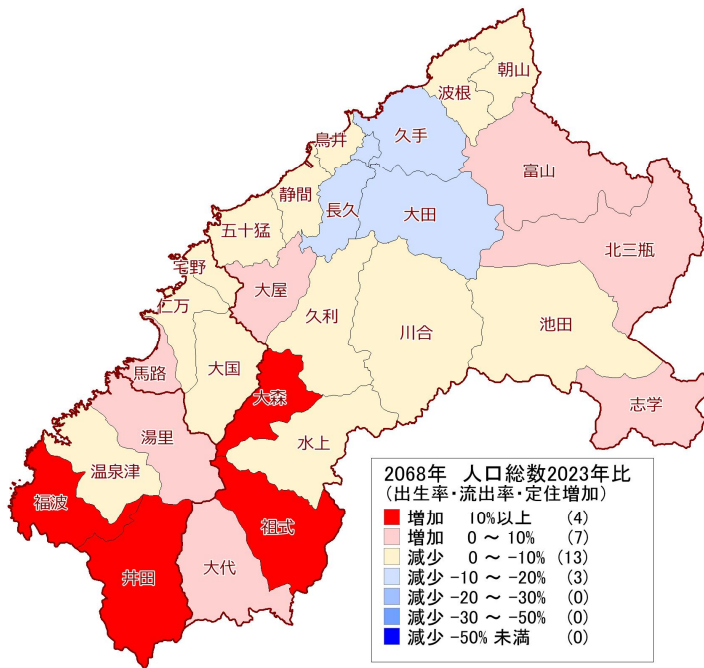 朝山
波根
久手
鳥井
富山
静間
長久
大田
五十猛
北三瓶
宅野
大屋
仁万
久利
川合
池田
馬路
大国
大森
志学
湯里
水上
温泉津
福波
祖式
井田
大代
2068年 人口総数2023年比
(出生率・流出率・定住増加)
増加 10%以上 (4)
増加 0 ~ 10% (7)
減少 0 ~ -10% (13)
減少 -10 ~ -20% (3)
減少 -20 ~ -30% (0)
減少 -30 ~ -50% (0)
減少 -50% 未満 (0)